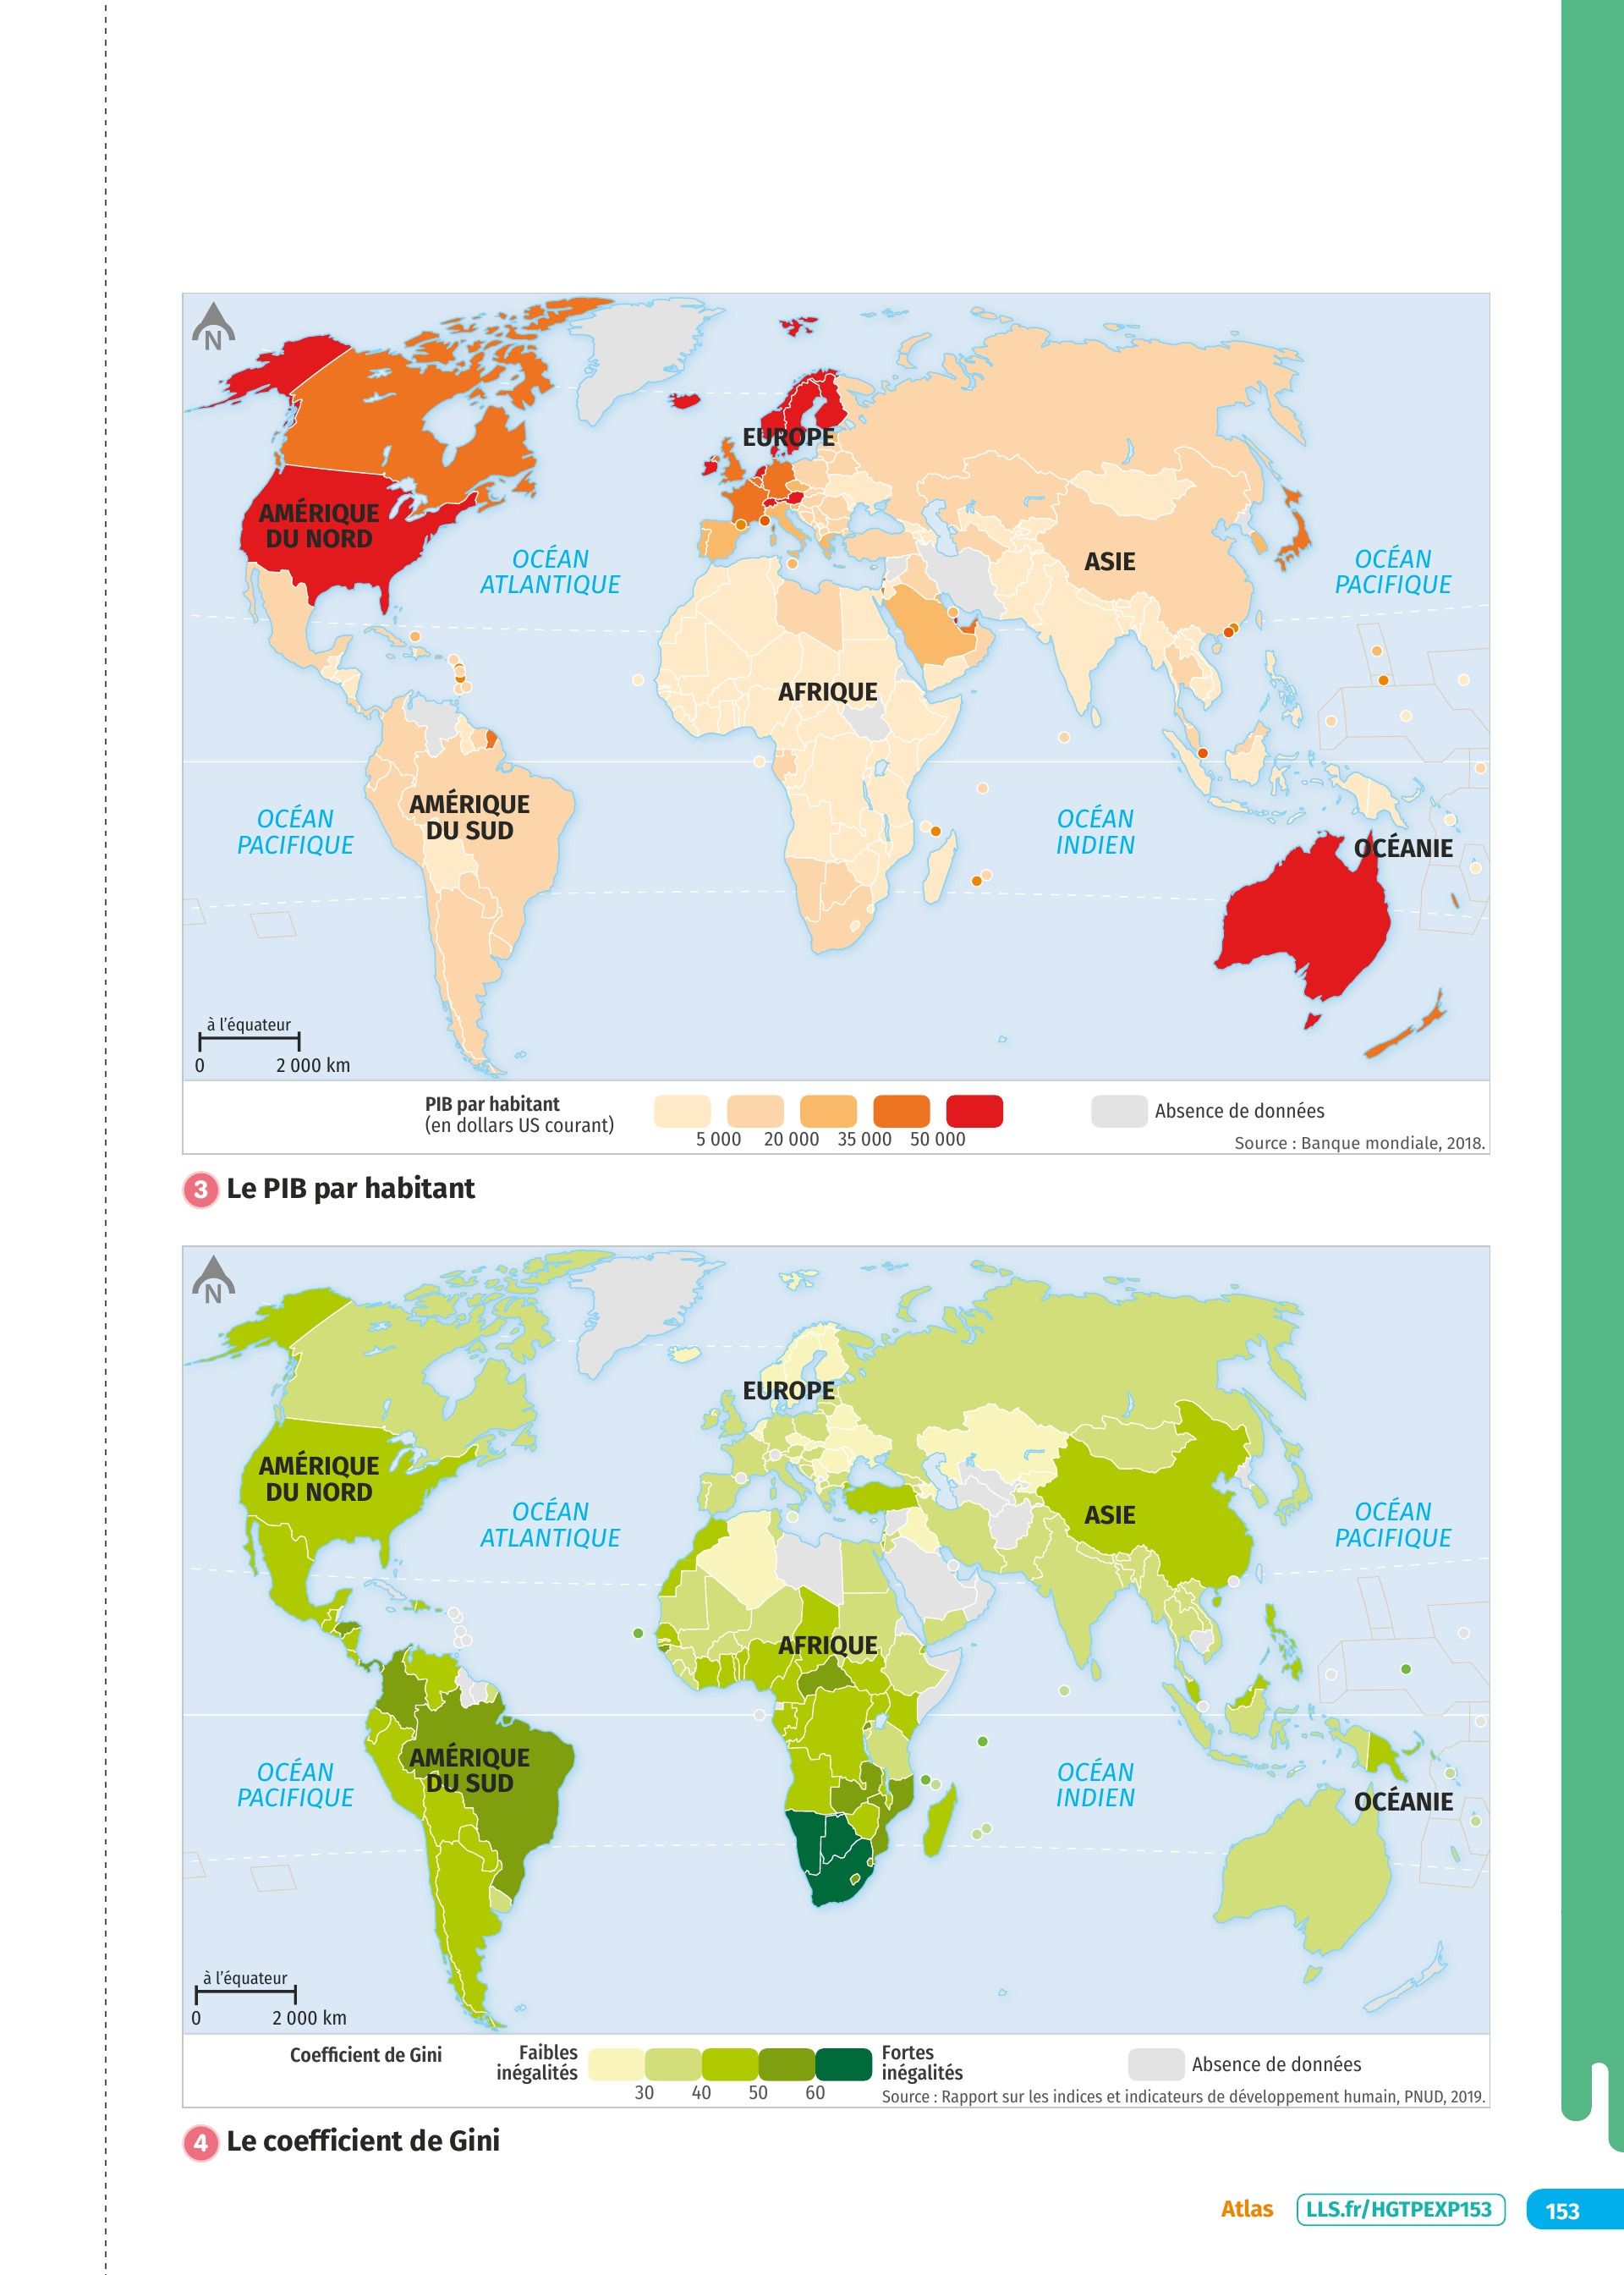 N
EUROPE
AMÉRIQUE
DU NORD
OCÉAN
ATLANTIQUE
ASIE
OCÉAN
PACIFIQUE
AFRIQUE
AMÉRIQUE
DU SUD
OCÉAN
PACIFIQUE
OCÉAN
INDIEN
OCÉANIE
à l'équateur
0 2 000 km
PIB par habitant
(en dollars US courant)
5 000 20 000 35 000 50 000
Absence de données
Source : Banque mondiale, 2018.
3 Le PIB par habitant
N
EUROPE
AMÉRIQUE
DU NORD
OCÉAN
ATLANTIQUE
ASIE
OCÉAN
PACIFIQUE
AFRIQUE
AMÉRIQUE
DU SUD
OCÉAN
PACIFIQUE
OCÉAN
INDIEN
OCÉANIE
à l'équateur
0 2 000 km
Coefficient de Gini
Faibles
inégalités
30 40 50 60
Fortes
inégalités
Absence de données
Source : Rapport sur les indices et indicateurs de développement humain, PNUD, 2019.
4 Le coefficient de Gini
Atlas LLS.fr/HGTPEXP153 153